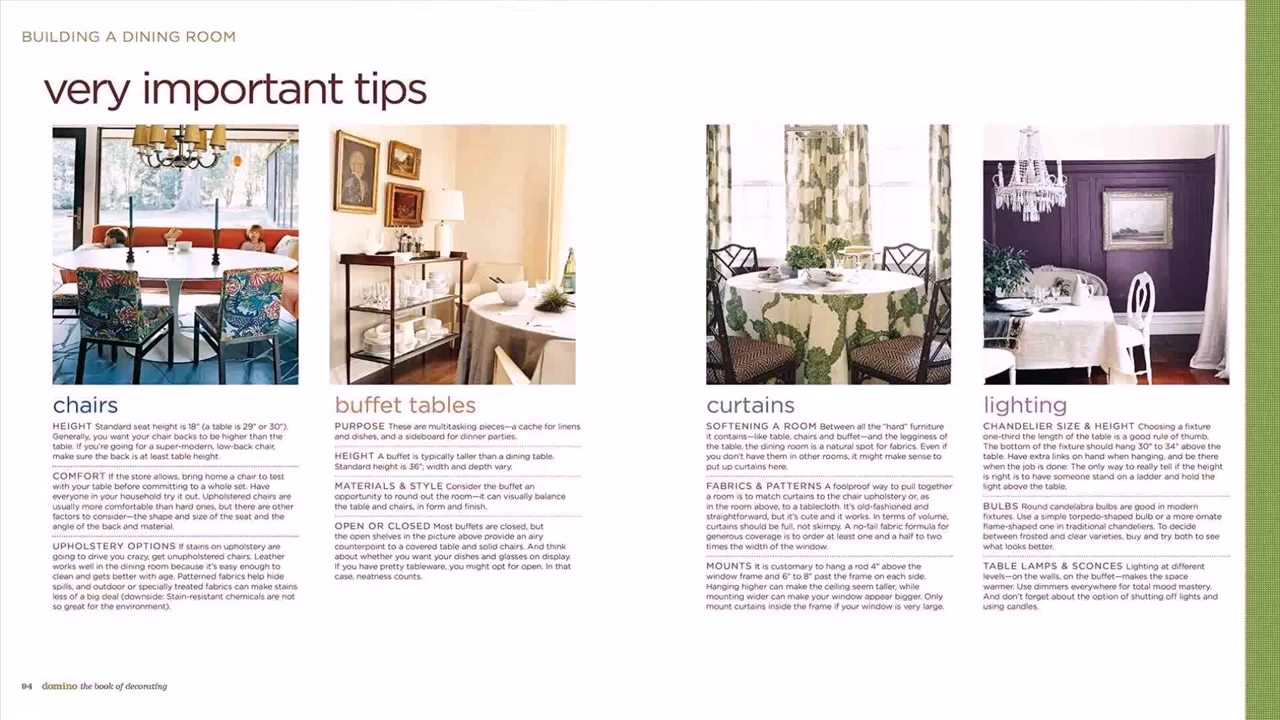 BUILDING A DINING ROOM
very important tips
chairs
HEIGHT Standard seat height is 18" (a table is 29" or 30").
Generally, you want your chair backs to be higher than the
table. If you're going for a super-modern, low-back chair,
make sure the back is at least table height.
COMFORT If the store allows, bring home a chair to test
with your table before committing to a whole set. Have
everyone in your household try it out. Upholstered chairs are
usually more comfortable than hard ones, but there are other
factors to consider—the shape and size of the seat and the
angle of the back and material.
UPHOLSTERY OPTIONS If stains on upholstery are
going to drive you crazy, get unupholstered chairs. Leather
works well in the dining room because it's easy enough to
clean and gets better with age. Patterned fabrics help hide
spills, and outdoor or specially treated fabrics can make stains
less of a big deal (downside: Stain-resistant chemicals are not
so great for the environment).
buffet tables
PURPOSE These are multitasking pieces—a cache for linens
and dishes, and a sideboard for dinner parties.
HEIGHT A buffet is typically taller than a dining table.
Standard height is 36"; width and depth vary.
MATERIALS & STYLE Consider the buffet an
opportunity to round out the room—it can visually balance
the table and chairs, in form and finish.
OPEN OR CLOSED Most buffets are closed, but
the open shelves in the picture above provide an airy
counterpoint to a covered table and solid chairs. And think
about whether you want your dishes and glasses on display.
If you have pretty tableware, you might opt for open. In that
case, neatness counts.
curtains
SOFTENING A ROOM Between all the "hard" furniture
it contains—like table, chairs and buffet—and the legginess of
the table, the dining room is a natural spot for fabrics. Even if
you don't have them in other rooms, it might make sense to
put up curtains here.
FABRICS & PATTERNS A foolproof way to pull together
a room is to match curtains to the chair upholstery or, as
in the room above, to a tablecloth. It's old-fashioned and
straightforward, but it's cute and it works. In terms of volume,
curtains should be full, not skimpy. A no-fail fabric formula for
generous coverage is to order at least one and a half to two
times the width of the window.
MOUNTS It is customary to hang a rod 4" above the
window frame and 6" to 8" past the frame on each side.
Hanging higher can make the ceiling seem taller, while
mounting wider can make your window appear bigger. Only
mount curtains inside the frame if your window is very large.
lighting
CHANDELIER SIZE & HEIGHT Choosing a fixture
one-third the length of the table is a good rule of thumb.
The bottom of the fixture should hang 30" to 34" above the
table. Have extra links on hand when hanging, and be there
when the job is done: The only way to really tell if the height
is right is to have someone stand on a ladder and hold the
light above the table.
BULBS Round candelabra bulbs are good in modern
fixtures. Use a simple torpedo-shaped bulb or a more ornate
flame-shaped one in traditional chandeliers. To decide
between frosted and clear varieties, buy and try both to see
what looks better.
TABLE LAMPS & SCONCES Lighting at different
levels—on the walls, on the buffet—makes the space
warmer. Use dimmers everywhere for total mood mastery.
And don't forget about the option of shutting off lights and
using candles.
94 domino the book of decorating